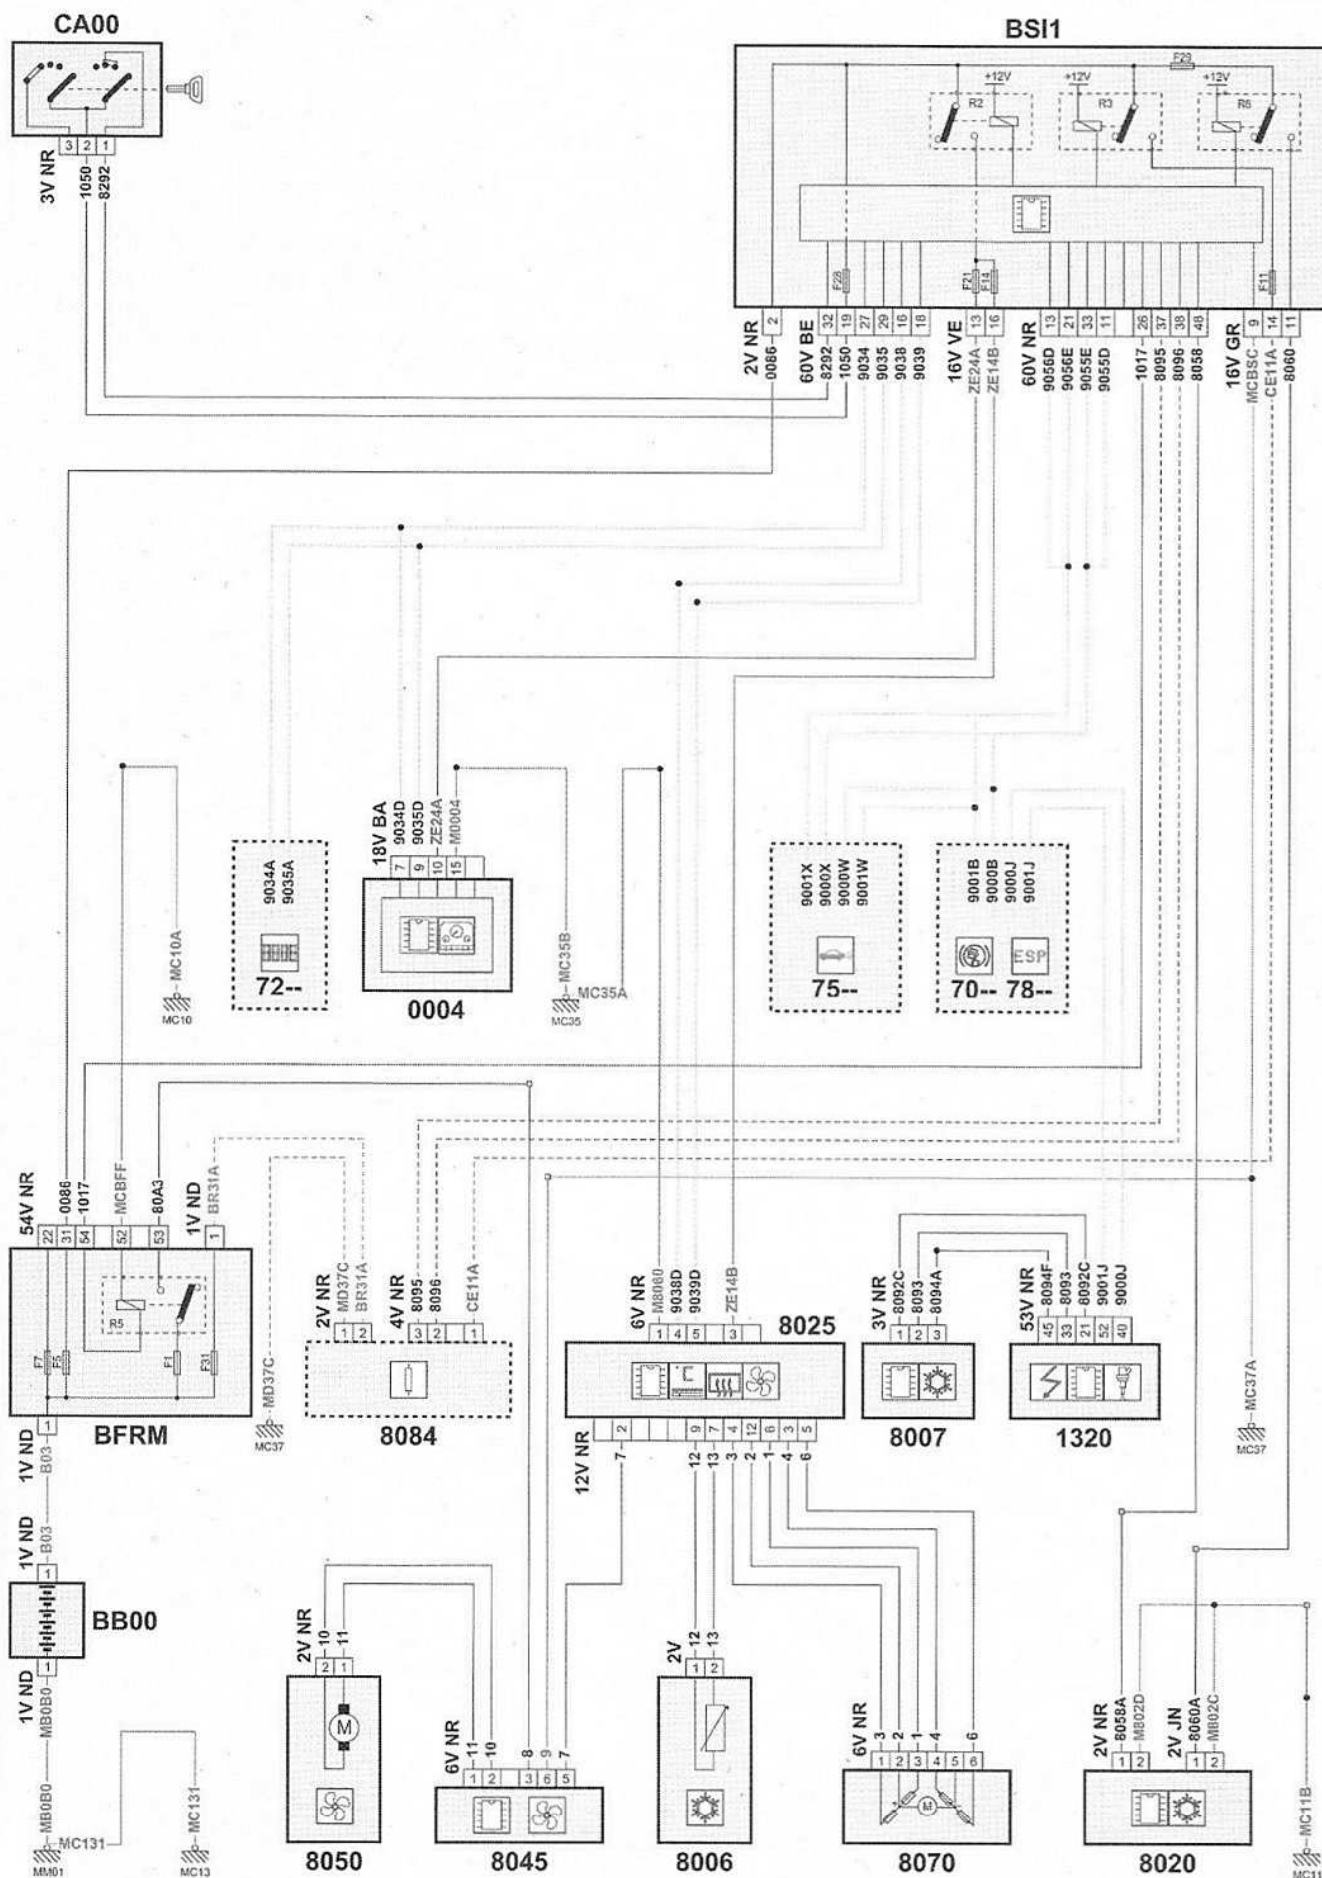 CA00
3 2 1
3V NR
1050
8292
BSI1
F29
+12V
+12V
+12V
R2
R3
R6
F28
F21
F14
F11
2V NR
2
0086
60V BE
32 19 27 29 16 18
8292
1050
9034
9035
9038
9039
16V VE
13 16
ZE24A
ZE14B
60V NR
13 21 33 11 26 37 38 48
9056D
9056E
9055E
9055D
1017
8095
8096
8058
16V GR
9 14 11
MCBSC
CE11A
8060
MC10A
MC10
9034A
9035A
72--
18V BA
9034D
9035D
ZE24A
M0004
7 9 10 15
0004
MC35B
MC35
MC35A
9001X
9000X
9000W
9001W
75--
9001B
9000B
9000J
9001J
ESP
70-- 78--
54V NR
0086
1017
MCBFF
80A3
1V ND
BR31A
22 31 54 52 53 1
R5
F7
F5
F1
F31
1
BFRM
MD37C
MC37
2V NR
MD37C
BR31A
1 2
4V NR
8095
8096
CE11A
3 2 1
8084
6V NR
M8080
9038D
9039D
ZE14B
1 4 5 3
8025
°C
12V NR
2 9 7 4 12 6 3 5
7 12 13 3 2 1 4 6
3V NR
8092C
8093
8094A
1 2 3
8007
53V NR
8094F
8093
8092C
9001J
9000J
45 33 21 52 40
1320
MC37A
MC37
1V ND
B03
1V ND
B03
1
BB00
1
1V ND
MB0B0
MB0B0
MM01
MC131
MC131
MC13
2V NR
10
11
2 1
M
8050
6V NR
11
10
8
9
7
1 2 3 6 5
8045
2V
12
13
1 2
8006
6V NR
3
2
1
4
6
1 2 3 4 5 6
M
8070
2V NR
8058A
M802D
1 2
2V JN
8060A
M802C
1 2
8020
MC11B
MC11